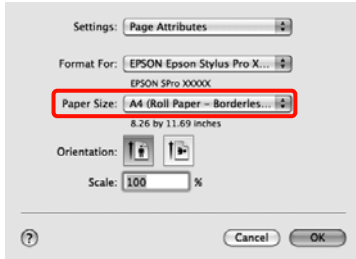 Settings: Page Attributes
Format For: EPSON Epson Stylus Pro X...
EPSON SPro XXXXX
Paper Size: A4 (Roll Paper – Borderles...
8.26 by 11.69 inches
Orientation:
Scale: 100 %
? Cancel OK